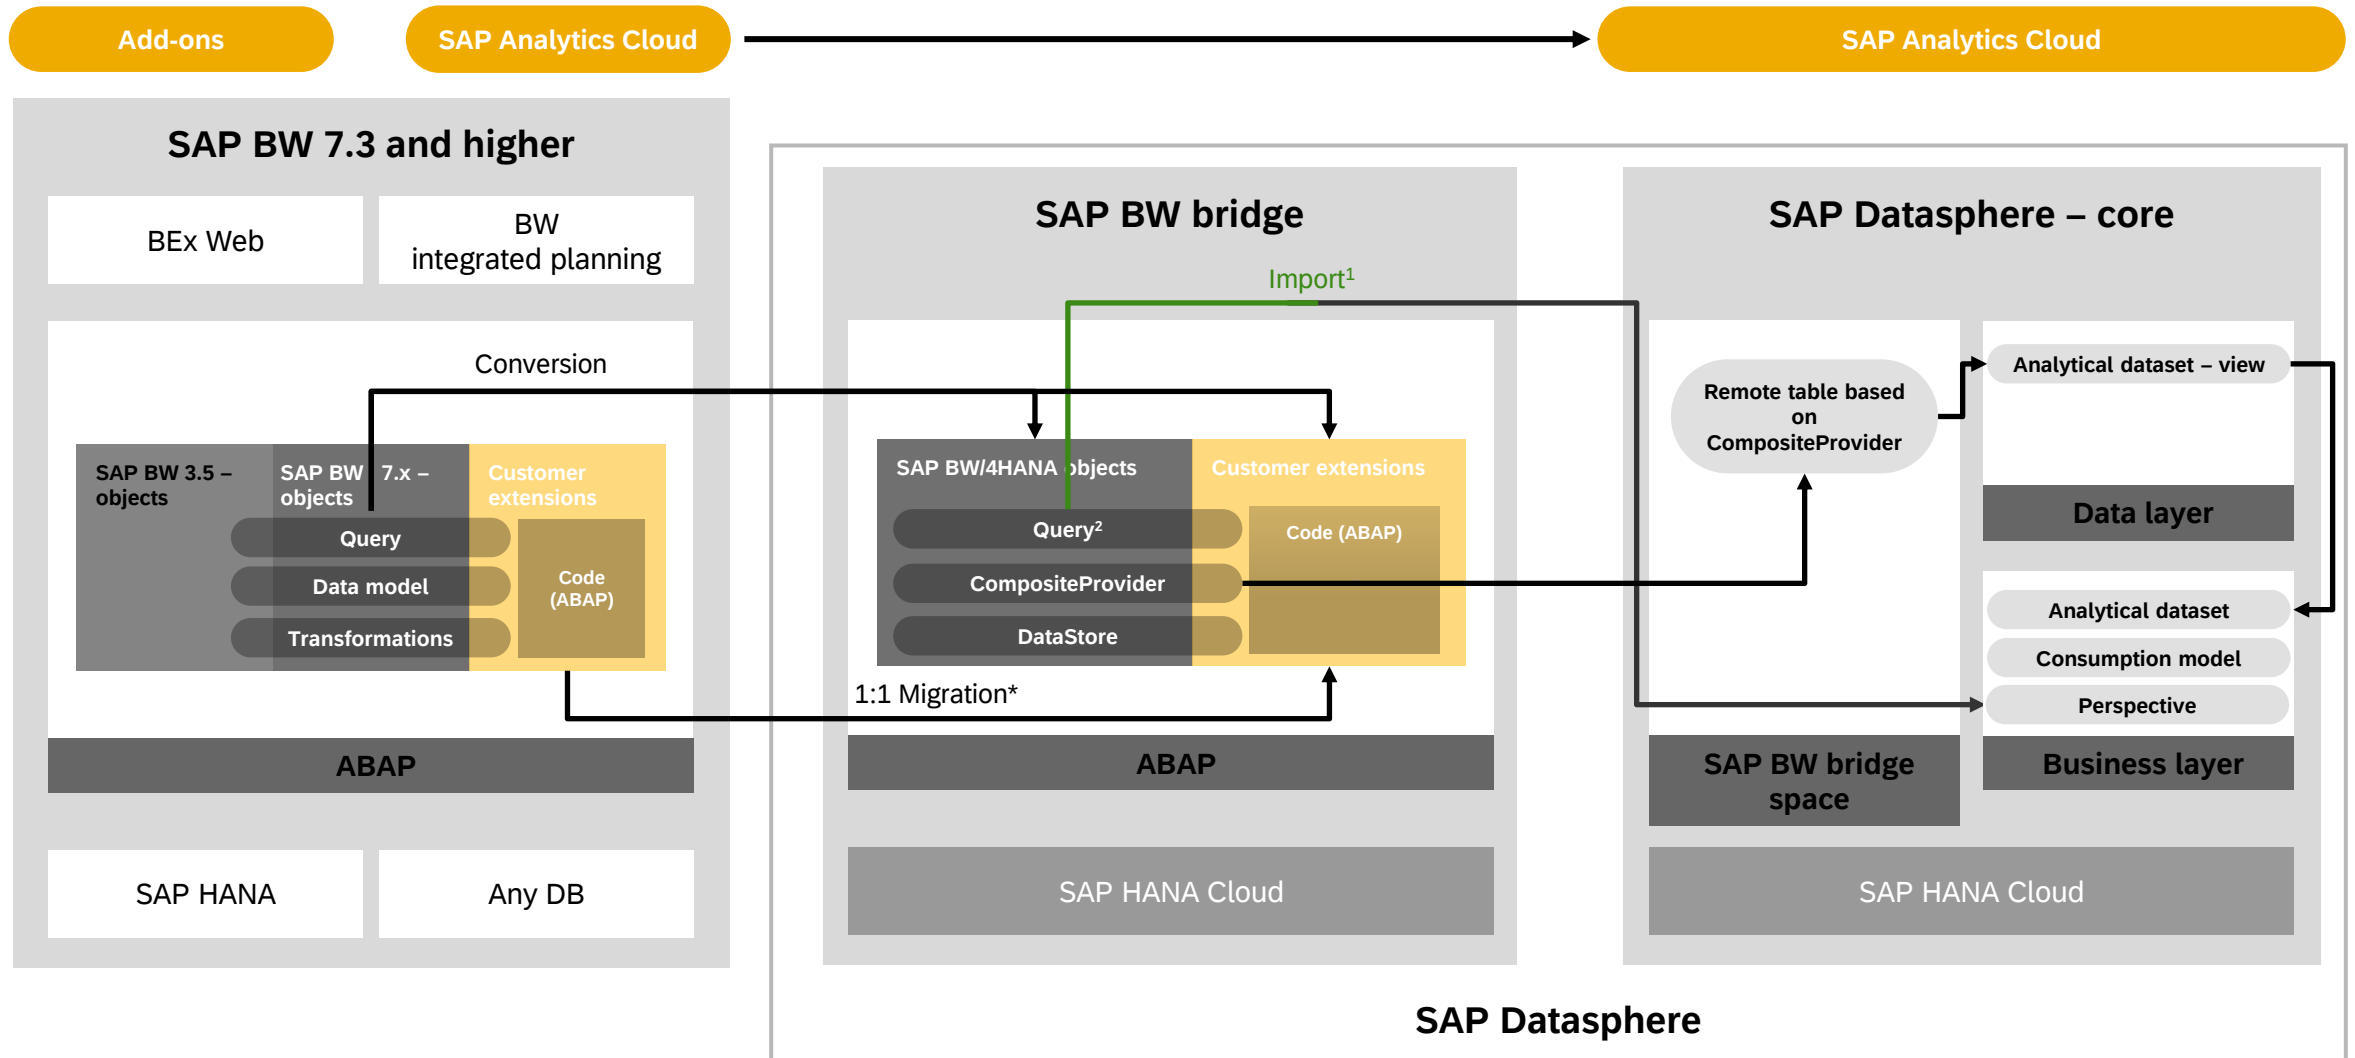 Add-ons
SAP Analytics Cloud
SAP Analytics Cloud
SAP BW 7.3 and higher
BEx Web
BW
integrated planning
Conversion
SAP BW 3.5 –
objects
SAP BW 7.x –
objects
Customer
extensions
Query
Data model
Transformations
Code
(ABAP)
ABAP
SAP HANA
Any DB
SAP BW bridge
Import¹
SAP BW/4HANA objects
Customer extensions
Query²
CompositeProvider
DataStore
Code (ABAP)
1:1 Migration*
ABAP
SAP HANA Cloud
SAP Datasphere – core
Remote table based
on
CompositeProvider
Analytical dataset – view
Data layer
Analytical dataset
Consumption model
Perspective
SAP BW bridge
space
Business layer
SAP HANA Cloud
SAP Datasphere